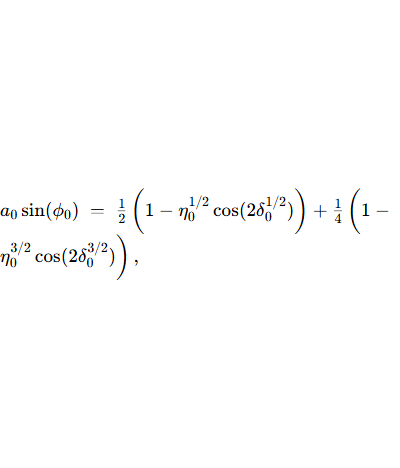 a₀ sin(ϕ₀) = ½ (1 − η₀^{1/2} cos(2δ₀^{1/2})) + ¼ (1 −
η₀^{3/2} cos(2δ₀^{3/2})),